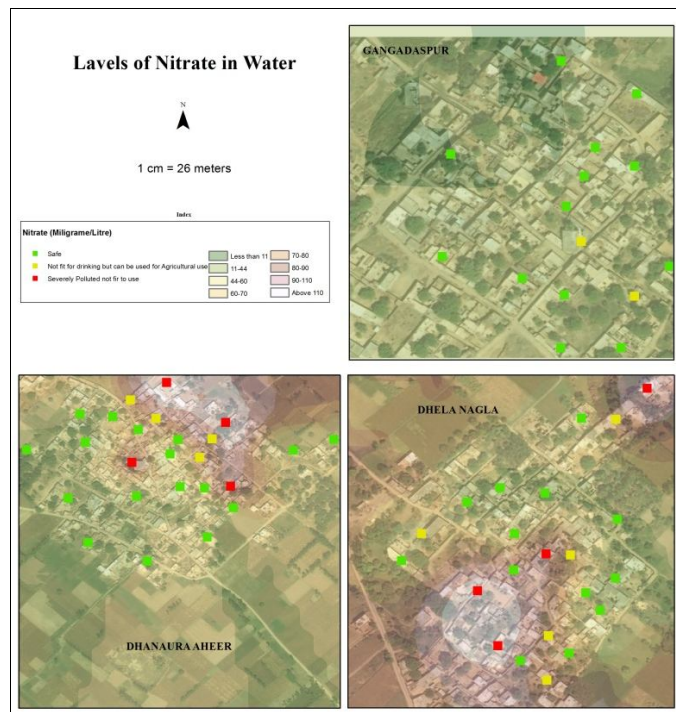 Lavels of Nitrate in Water
N
1 cm = 26 meters
Index
Nitrate (Miligrame/Litre)
Safe
Not fit for drinking but can be used for Agricultural use
Severely Polluted not fir to use
Less than 11
11-44
44-60
60-70
70-80
80-90
90-110
Above 110
GANGADASPUR
DHANAURA AHEER
DHELA NAGLA